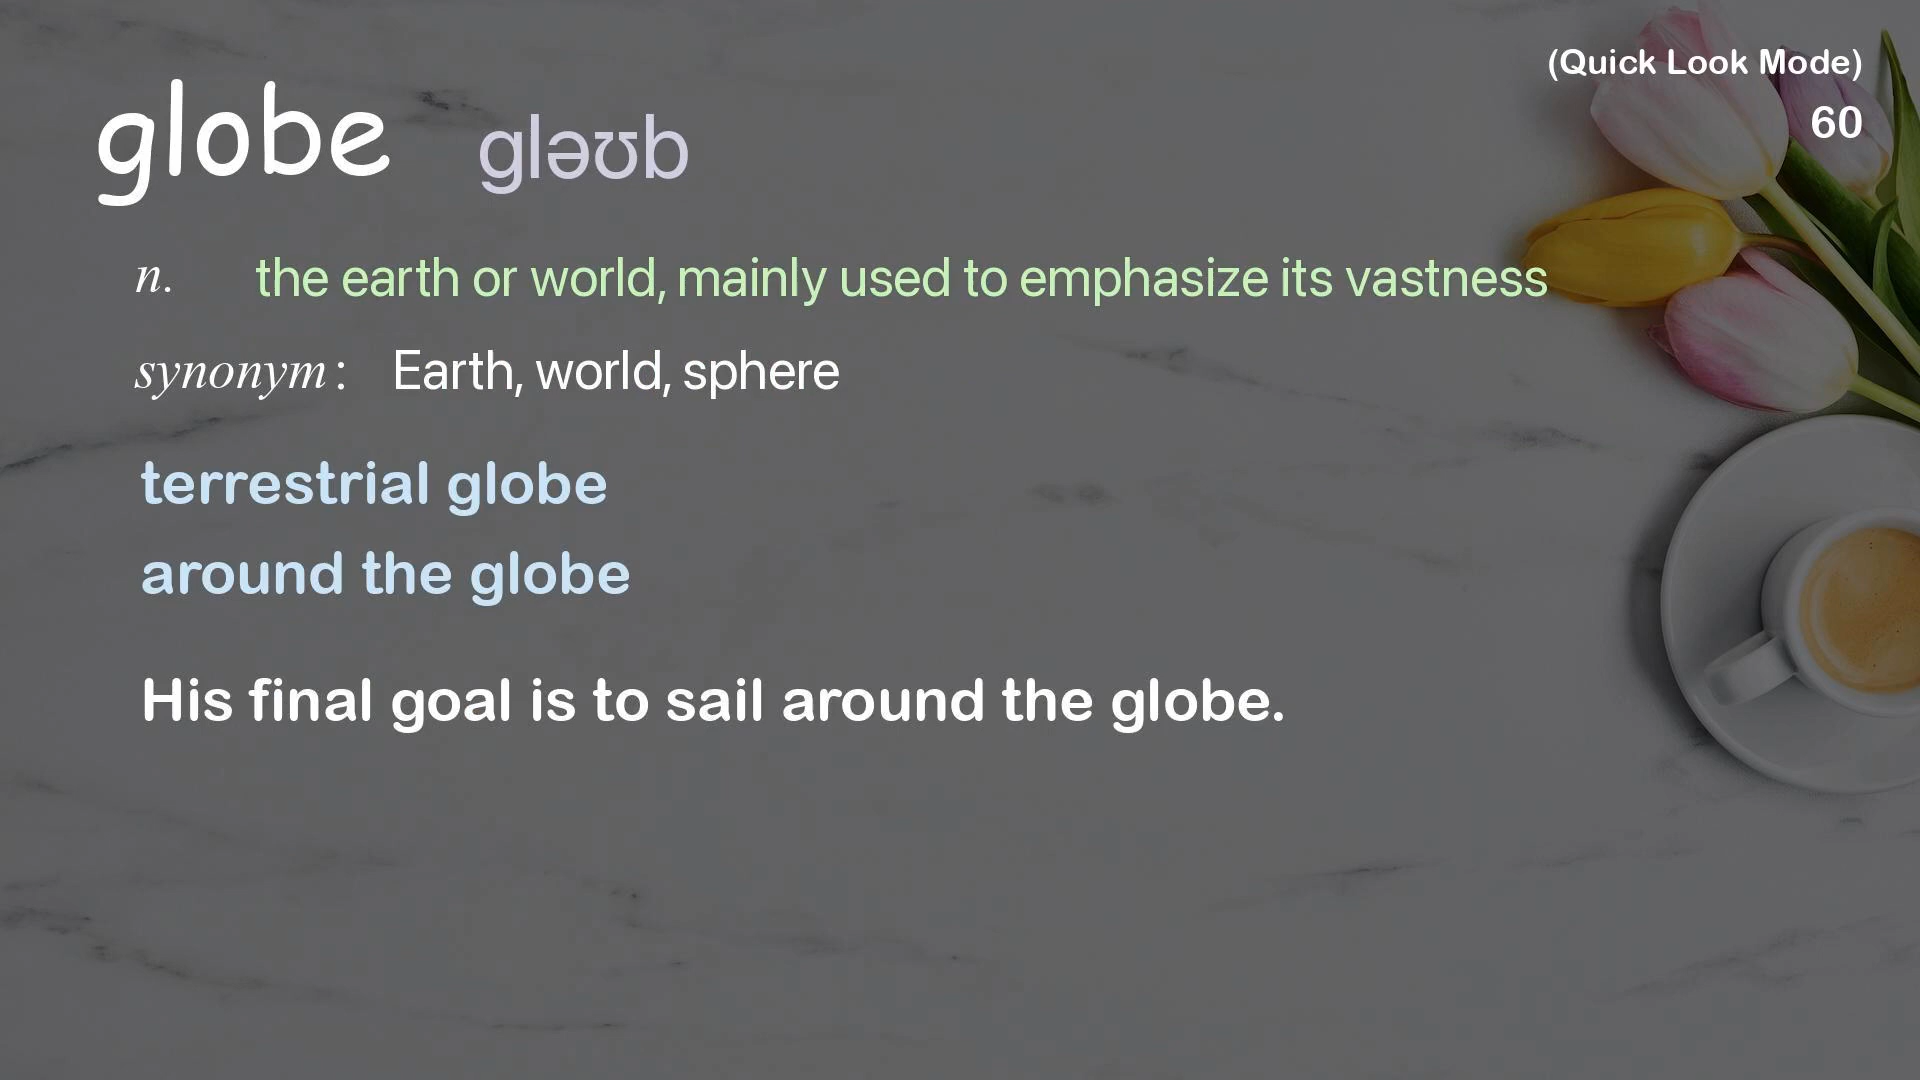 (Quick Look Mode)
60
globe gləʊb
n. the earth or world, mainly used to emphasize its vastness
synonym: Earth, world, sphere
terrestrial globe
around the globe
His final goal is to sail around the globe.